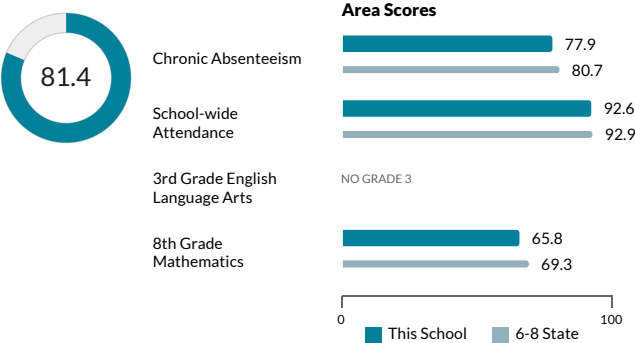 Area Scores
81.4
Chronic Absenteeism
77.9
80.7
School-wide
Attendance
92.6
92.9
3rd Grade English
Language Arts
NO GRADE 3
8th Grade
Mathematics
65.8
69.3
0
100
This School
6-8 State